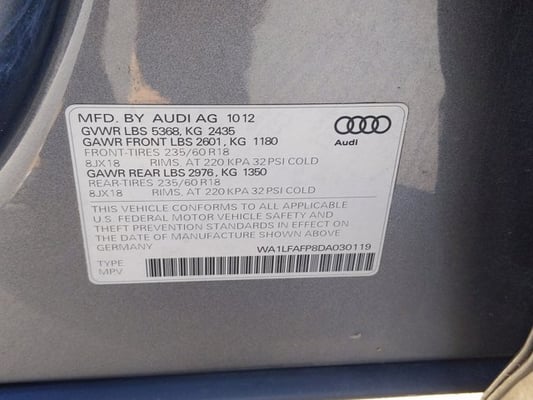 MFD. BY AUDI AG 10 12
GVWR LBS 5368, KG 2435
GAWR FRONT LBS 2601, KG 1180
FRONT-TIRES 235/60 R18
8JX18 RIMS, AT 220 KPA 32 PSI COLD
GAWR REAR LBS 2976, KG 1350
REAR-TIRES 235/60 R18
8JX18 RIMS, AT 220 KPA 32 PSI COLD
Audi
THIS VEHICLE CONFORMS TO ALL APPLICABLE
U.S. FEDERAL MOTOR VEHICLE SAFETY AND
THEFT PREVENTION STANDARDS IN EFFECT ON
THE DATE OF MANUFACTURE SHOWN ABOVE.
GERMANY WA1LFAFP8DA030119
TYPE
MPV